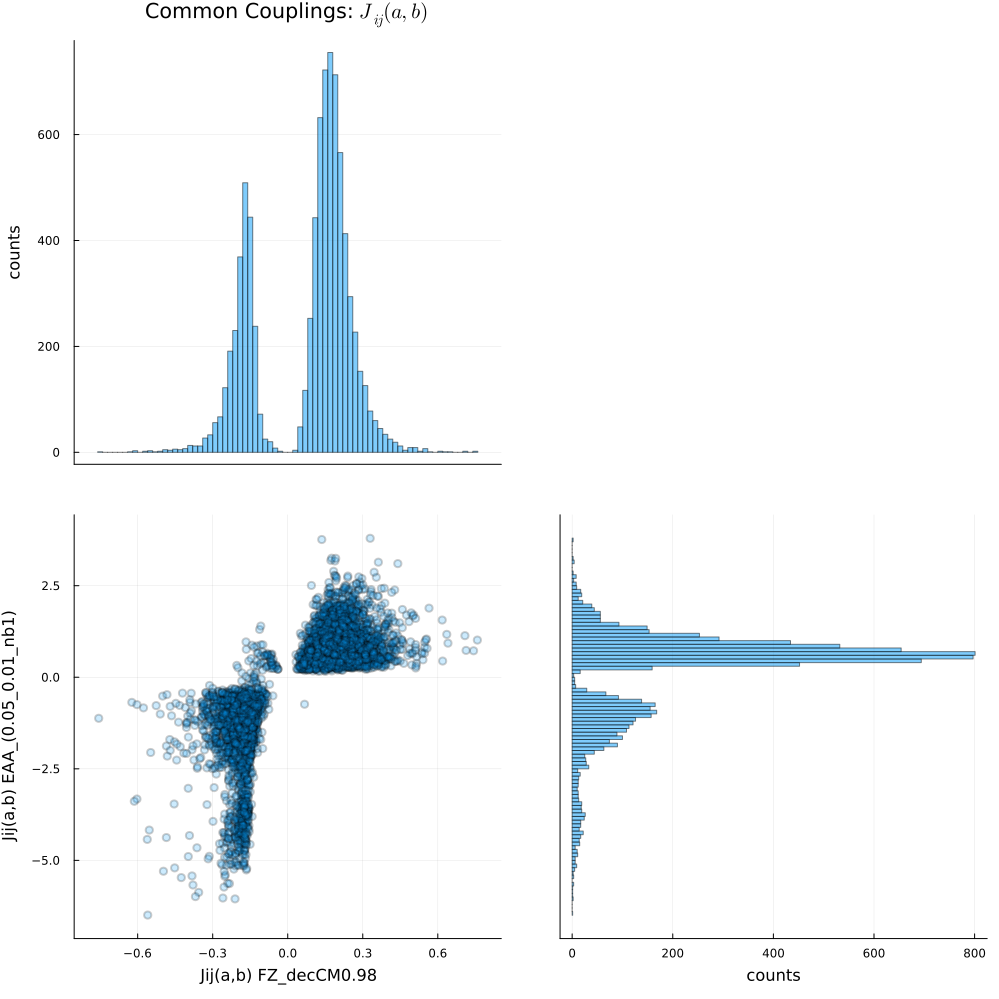 Common Couplings: J_{ij}(a, b)
600
400
200
0
counts
2.5
0.0
−2.5
−5.0
Jij(a,b) EAA_(0.05_0.01_nb1)
−0.6 −0.3 0.0 0.3 0.6
Jij(a,b) FZ_decCM0.98
0 200 400 600 800
counts